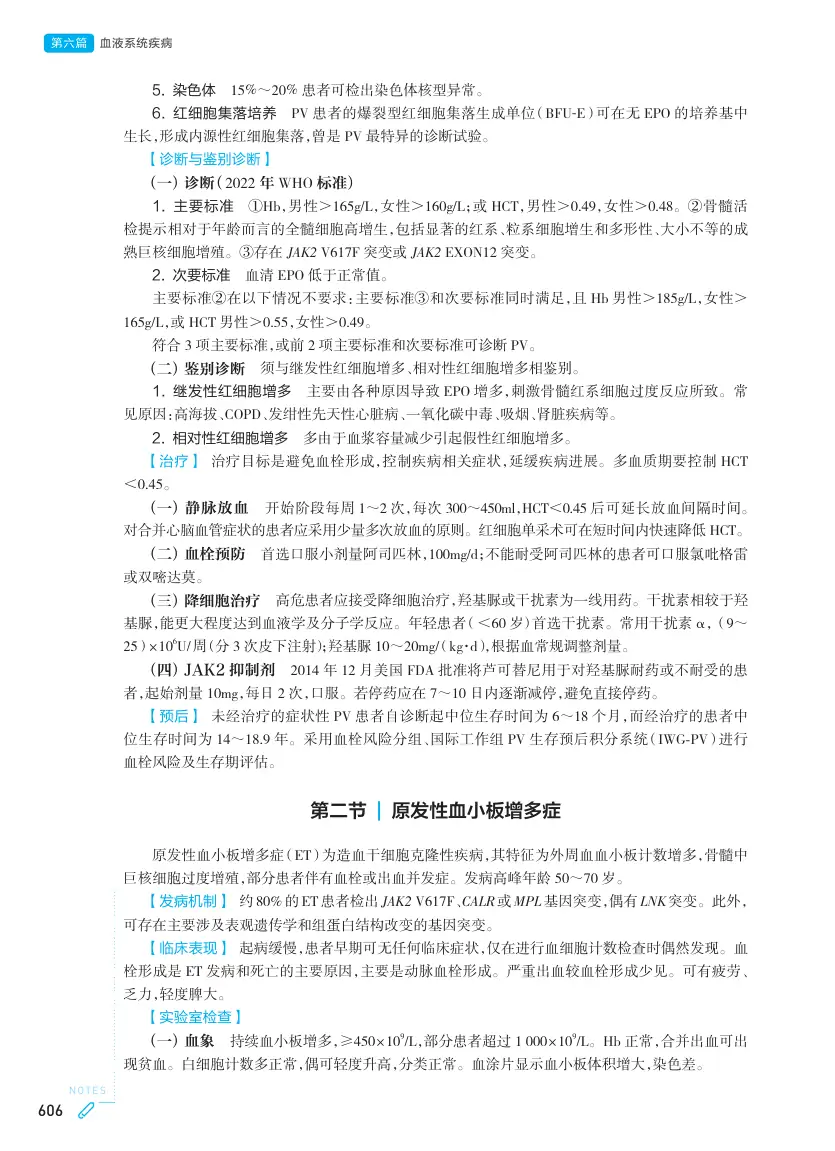 第六篇 血液系统疾病
5. 染色体 15%～20% 患者可检出染色体核型异常。
6. 红细胞集落培养 PV 患者的爆裂型红细胞集落生成单位（BFU-E）可在无 EPO 的培养基中
生长，形成内源性红细胞集落，曾是 PV 最特异的诊断试验。
【诊断与鉴别诊断】
（一）诊断（2022 年 WHO 标准）
1. 主要标准 ①Hb，男性＞165g/L，女性＞160g/L；或 HCT，男性＞0.49，女性＞0.48。②骨髓活
检提示相对于年龄而言的全髓细胞高增生，包括显著的红系、粒系细胞增生和多形性、大小不等的成
熟巨核细胞增殖。③存在 JAK2 V617F 突变或 JAK2 EXON12 突变。
2. 次要标准 血清 EPO 低于正常值。
主要标准②在以下情况不要求：主要标准③和次要标准同时满足，且 Hb 男性＞185g/L，女性＞
165g/L，或 HCT 男性＞0.55，女性＞0.49。
符合 3 项主要标准，或前 2 项主要标准和次要标准可诊断 PV。
（二）鉴别诊断 须与继发性红细胞增多、相对性红细胞增多相鉴别。
1. 继发性红细胞增多 主要由各种原因导致 EPO 增多，刺激骨髓红系细胞过度反应所致。常
见原因：高海拔、COPD、发绀性先天性心脏病、一氧化碳中毒、吸烟、肾脏疾病等。
2. 相对性红细胞增多 多由于血浆容量减少引起假性红细胞增多。
【治疗】 治疗目标是避免血栓形成，控制疾病相关症状，延缓疾病进展。多血质期要控制 HCT
＜0.45。
（一）静脉放血 开始阶段每周 1～2 次，每次 300～450ml，HCT＜0.45 后可延长放血间隔时间。
对合并心脑血管症状的患者应采用少量多次放血的原则。红细胞单采术可在短时间内快速降低 HCT。
（二）血栓预防 首选口服小剂量阿司匹林，100mg/d；不能耐受阿司匹林的患者可口服氯吡格雷
或双嘧达莫。
（三）降细胞治疗 高危患者应接受降细胞治疗，羟基脲或干扰素为一线用药。干扰素相较于羟
基脲，能更大程度达到血液学及分子学反应。年轻患者（＜60 岁）首选干扰素。常用干扰素 α，（9～
25）×10⁶U/周（分 3 次皮下注射）；羟基脲 10～20mg/（kg·d），根据血常规调整剂量。
（四）JAK2 抑制剂 2014 年 12 月美国 FDA 批准将芦可替尼用于对羟基脲耐药或不耐受的患
者，起始剂量 10mg，每日 2 次，口服。若停药应在 7～10 日内逐渐减停，避免直接停药。
【预后】 未经治疗的症状性 PV 患者自诊断起中位生存时间为 6～18 个月，而经治疗的患者中
位生存时间为 14～18.9 年。采用血栓风险分组、国际工作组 PV 生存预后积分系统（IWG-PV）进行
血栓风险及生存期评估。
第二节 | 原发性血小板增多症
原发性血小板增多症（ET）为造血干细胞克隆性疾病，其特征为外周血血小板计数增多，骨髓中
巨核细胞过度增殖，部分患者伴有血栓或出血并发症。发病高峰年龄 50～70 岁。
【发病机制】 约 80% 的 ET 患者检出 JAK2 V617F、CALR 或 MPL 基因突变，偶有 LNK 突变。此外，
可存在主要涉及表观遗传学和组蛋白结构改变的基因突变。
【临床表现】 起病缓慢，患者早期可无任何临床症状，仅在进行血细胞计数检查时偶然发现。血
栓形成是 ET 发病和死亡的主要原因，主要是动脉血栓形成。严重出血较血栓形成少见。可有疲劳、
乏力，轻度脾大。
【实验室检查】
（一）血象 持续血小板增多，≥450×10⁹/L，部分患者超过 1 000×10⁹/L。Hb 正常，合并出血可出
现贫血。白细胞计数多正常，偶可轻度升高，分类正常。血涂片显示血小板体积增大，染色差。
NOTES
606